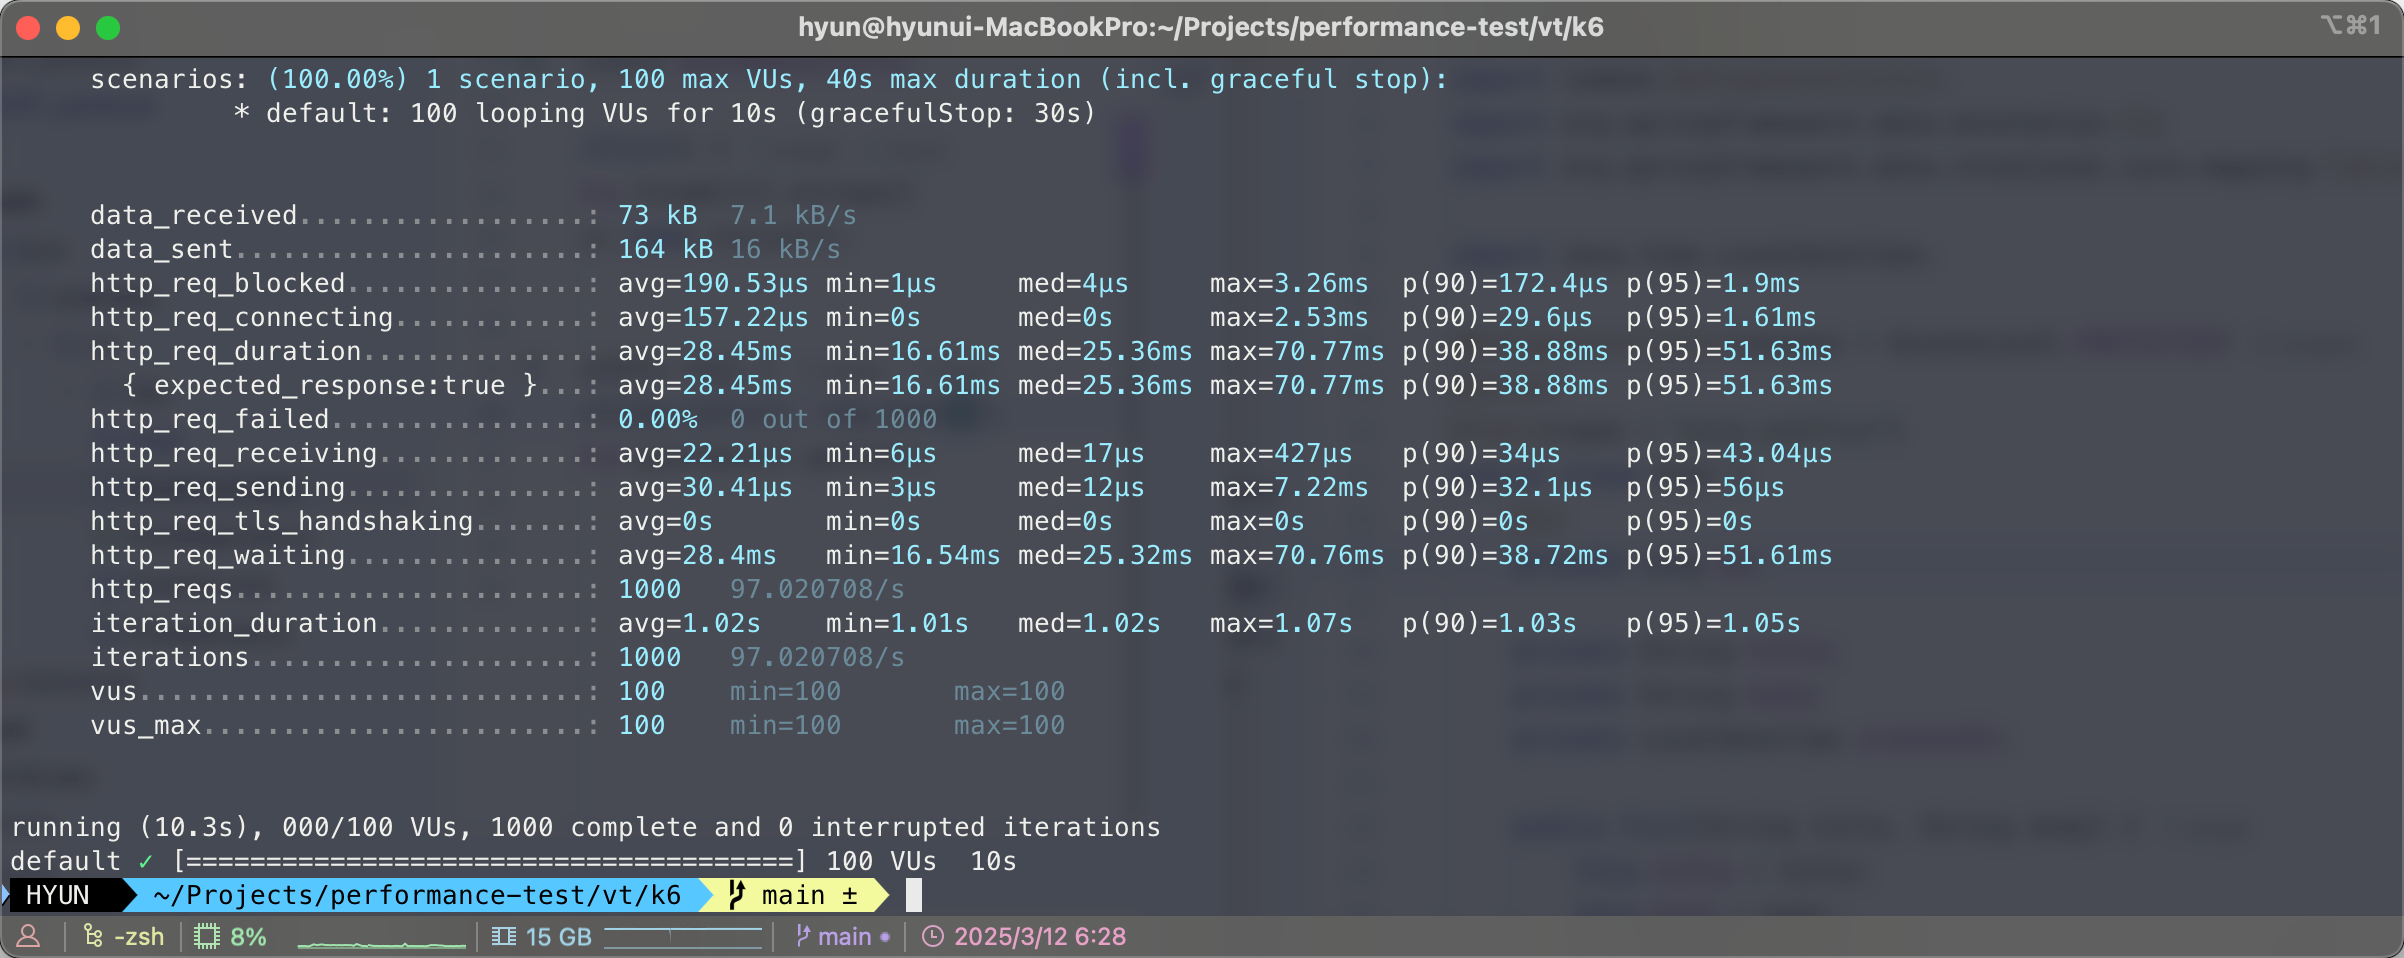 hyun@hyunui-MacBookPro:~/Projects/performance-test/vt/k6 ⌥⌘1
scenarios: (100.00%) 1 scenario, 100 max VUs, 40s max duration (incl. graceful stop):
* default: 100 looping VUs for 10s (gracefulStop: 30s)
data_received..................: 73 kB 7.1 kB/s
data_sent......................: 164 kB 16 kB/s
http_req_blocked...............: avg=190.53µs min=1µs med=4µs max=3.26ms p(90)=172.4µs p(95)=1.9ms
http_req_connecting............: avg=157.22µs min=0s med=0s max=2.53ms p(90)=29.6µs p(95)=1.61ms
http_req_duration..............: avg=28.45ms min=16.61ms med=25.36ms max=70.77ms p(90)=38.88ms p(95)=51.63ms
{ expected_response:true }...: avg=28.45ms min=16.61ms med=25.36ms max=70.77ms p(90)=38.88ms p(95)=51.63ms
http_req_failed................: 0.00% 0 out of 1000
http_req_receiving.............: avg=22.21µs min=6µs med=17µs max=427µs p(90)=34µs p(95)=43.04µs
http_req_sending...............: avg=30.41µs min=3µs med=12µs max=7.22ms p(90)=32.1µs p(95)=56µs
http_req_tls_handshaking.......: avg=0s min=0s med=0s max=0s p(90)=0s p(95)=0s
http_req_waiting...............: avg=28.4ms min=16.54ms med=25.32ms max=70.76ms p(90)=38.72ms p(95)=51.61ms
http_reqs......................: 1000 97.020708/s
iteration_duration.............: avg=1.02s min=1.01s med=1.02s max=1.07s p(90)=1.03s p(95)=1.05s
iterations.....................: 1000 97.020708/s
vus............................: 100 min=100 max=100
vus_max........................: 100 min=100 max=100
running (10.3s), 000/100 VUs, 1000 complete and 0 interrupted iterations
default ✓ [======================================] 100 VUs 10s
HYUN ~/Projects/performance-test/vt/k6 main ±
-zsh 8% 15 GB main 2025/3/12 6:28